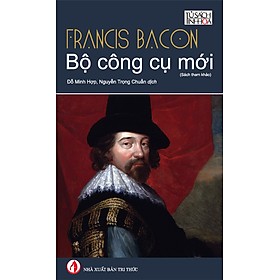 TỦ SÁCH
TINH HOA
FRANCIS BACON
Bộ công cụ mới
(Sách tham khảo)
Đỗ Minh Hợp, Nguyễn Trọng Chuẩn dịch
NHÀ XUẤT BẢN TRI THỨC